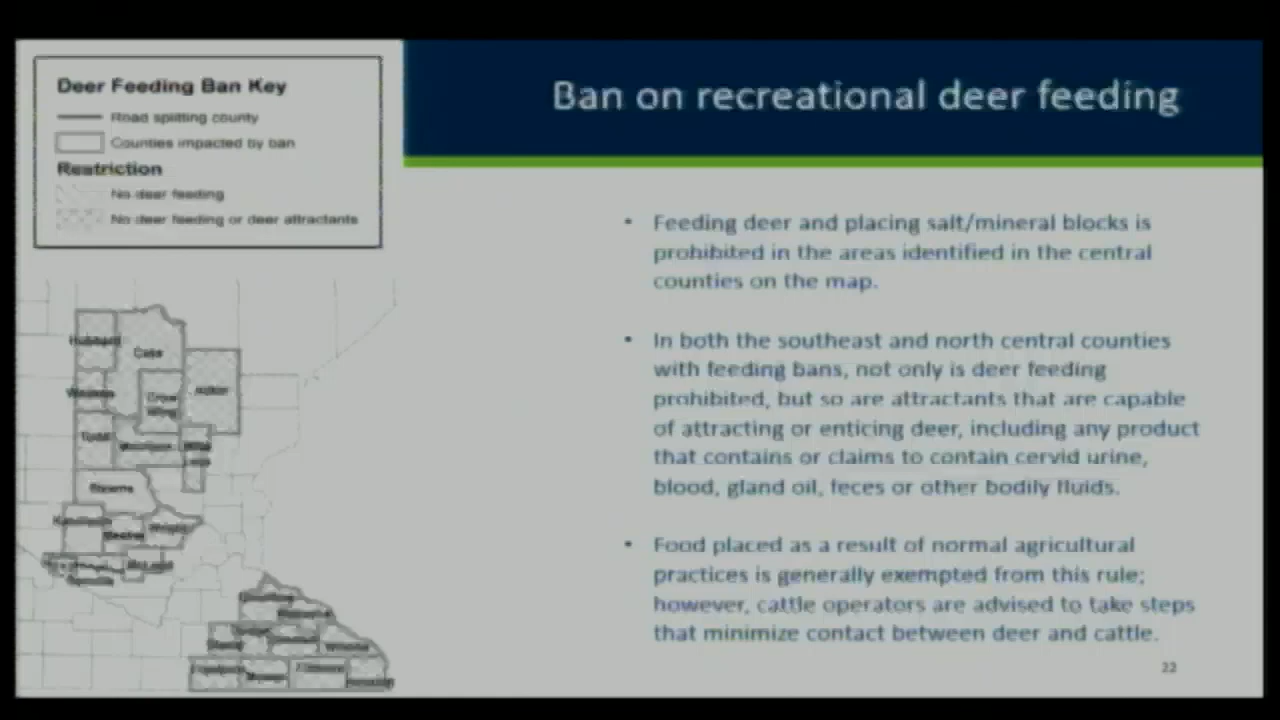 Deer Feeding Ban Key
Road splitting county
Counties impacted by ban
Restriction
No deer feeding
No deer feeding or deer attractants
Ban on recreational deer feeding
• Feeding deer and placing salt/mineral blocks is
prohibited in the areas identified in the central
counties on the map.
• In both the southeast and north central counties
with feeding bans, not only is deer feeding
prohibited, but so are attractants that are capable
of attracting or enticing deer, including any product
that contains or claims to contain cervid urine,
blood, gland oil, feces or other bodily fluids.
• Food placed as a result of normal agricultural
practices is generally exempted from this rule;
however, cattle operators are advised to take steps
that minimize contact between deer and cattle.
22
Hubbard
Cass
Aitkin
Crow
Wing
Todd
Morrison
Stearns
Wright
McLeod
Winona
Fillmore
Houston